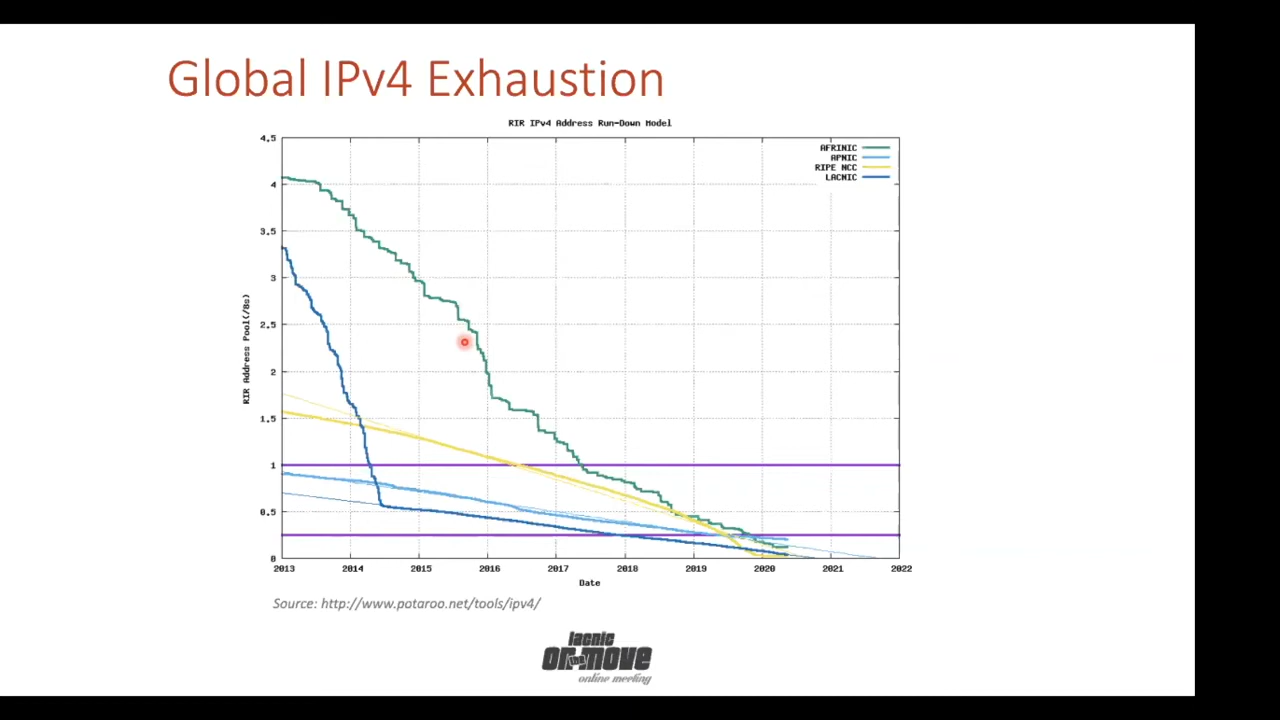 Global IPv4 Exhaustion
RIR IPv4 Address Run-Down Model
AFRINIC
APNIC
RIPE NCC
LACNIC
4.5
4
3.5
3
2.5
2
1.5
1
0.5
0
RIR Address Pool(/8s)
2013 2014 2015 2016 2017 2018 2019 2020 2021 2022
Date
Source: http://www.potaroo.net/tools/ipv4/
lacnic
on the move
online meeting